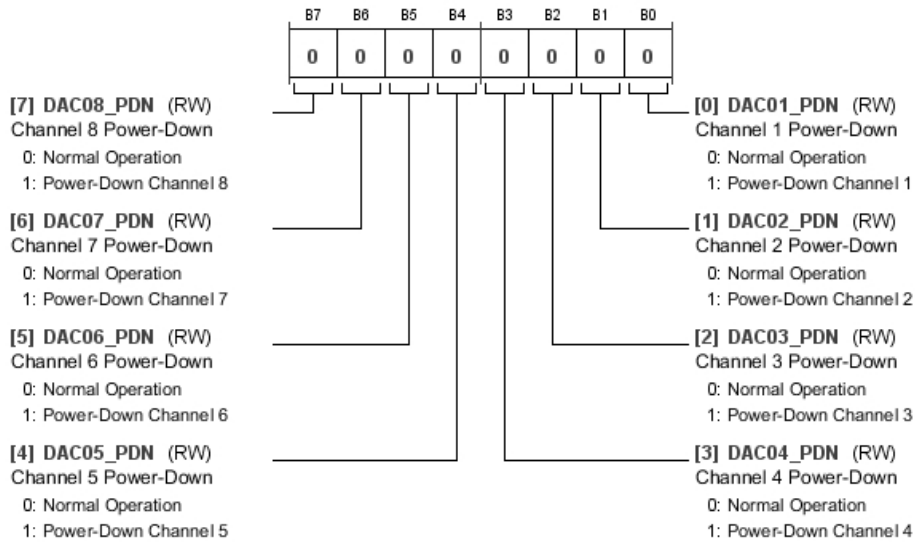 B7 B6 B5 B4 B3 B2 B1 B0
0 0 0 0 0 0 0 0
[7] DAC08_PDN (RW)
Channel 8 Power-Down
0: Normal Operation
1: Power-Down Channel 8
[6] DAC07_PDN (RW)
Channel 7 Power-Down
0: Normal Operation
1: Power-Down Channel 7
[5] DAC06_PDN (RW)
Channel 6 Power-Down
0: Normal Operation
1: Power-Down Channel 6
[4] DAC05_PDN (RW)
Channel 5 Power-Down
0: Normal Operation
1: Power-Down Channel 5
[0] DAC01_PDN (RW)
Channel 1 Power-Down
0: Normal Operation
1: Power-Down Channel 1
[1] DAC02_PDN (RW)
Channel 2 Power-Down
0: Normal Operation
1: Power-Down Channel 2
[2] DAC03_PDN (RW)
Channel 3 Power-Down
0: Normal Operation
1: Power-Down Channel 3
[3] DAC04_PDN (RW)
Channel 4 Power-Down
0: Normal Operation
1: Power-Down Channel 4